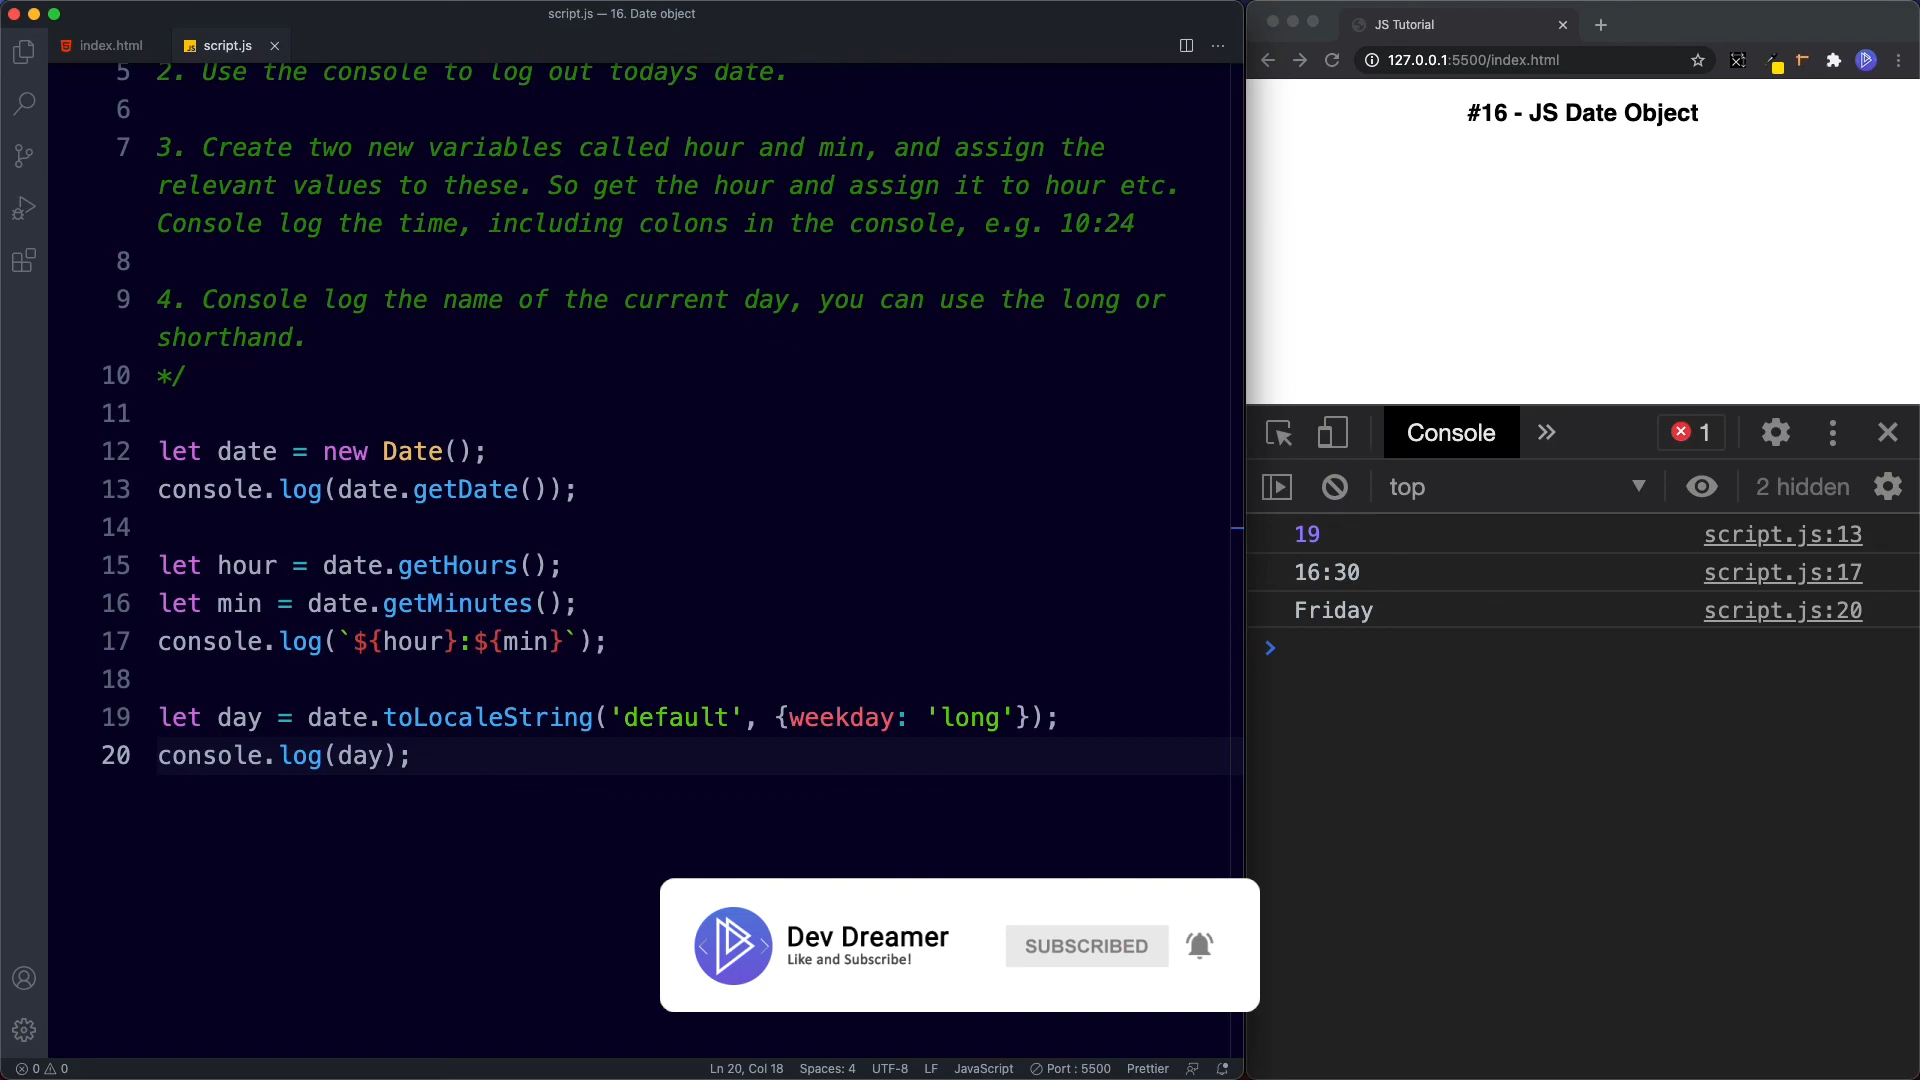 script.js — 16. Date object
index.html
script.js
5 2. Use the console to log out todays date.
6
7 3. Create two new variables called hour and min, and assign the
relevant values to these. So get the hour and assign it to hour etc.
Console log the time, including colons in the console, e.g. 10:24
8
9 4. Console log the name of the current day, you can use the long or
shorthand.
10 */
11
12 let date = new Date();
13 console.log(date.getDate());
14
15 let hour = date.getHours();
16 let min = date.getMinutes();
17 console.log(`${hour}:${min}`);
18
19 let day = date.toLocaleString('default', {weekday: 'long'});
20 console.log(day);
0 0
Ln 20, Col 18 Spaces: 4 UTF-8 LF JavaScript Port : 5500 Prettier
JS Tutorial
127.0.0.1:5500/index.html
#16 - JS Date Object
Console
1
top
2 hidden
19 script.js:13
16:30 script.js:17
Friday script.js:20
Dev Dreamer
Like and Subscribe!
SUBSCRIBED